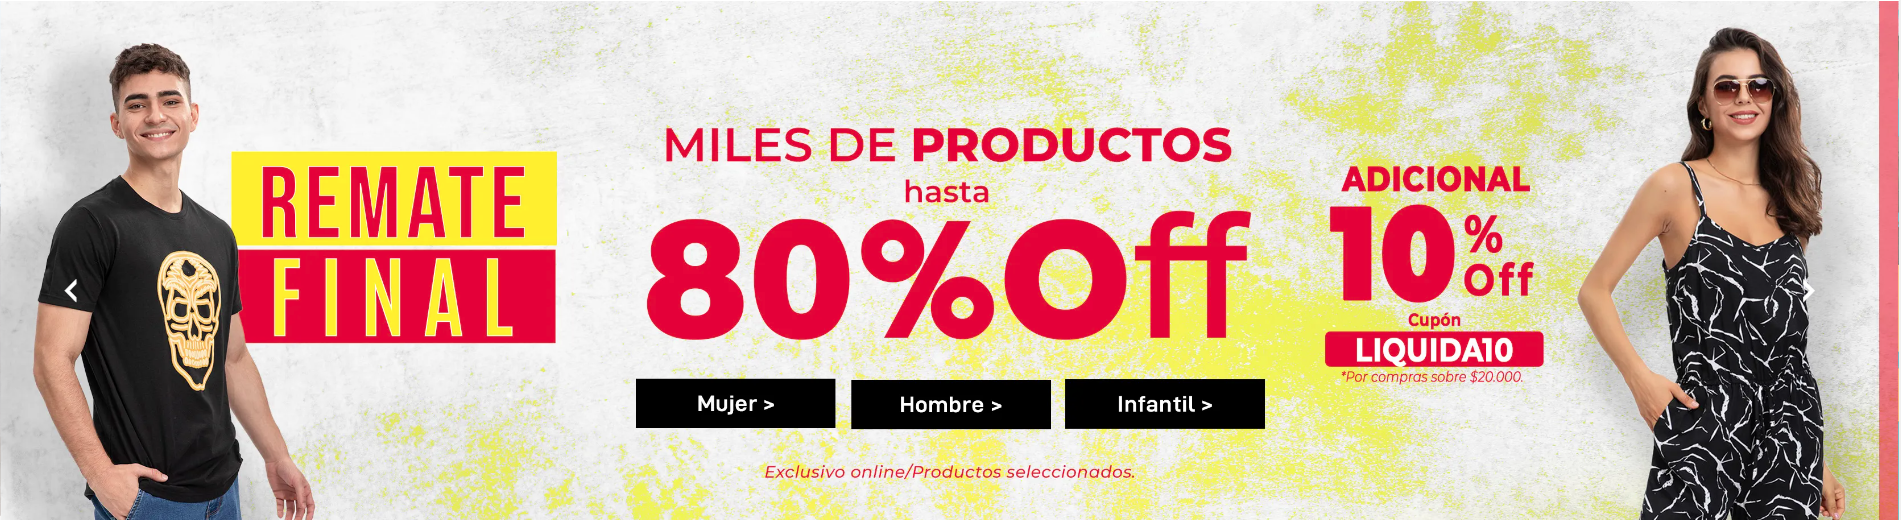 REMATE
FINAL
MILES DE PRODUCTOS
hasta
80%Off
Mujer >
Hombre >
Infantil >
Exclusivo online/Productos seleccionados.
ADICIONAL
10%
Off
Cupón
LIQUIDA10
*Por compras sobre $20.000.